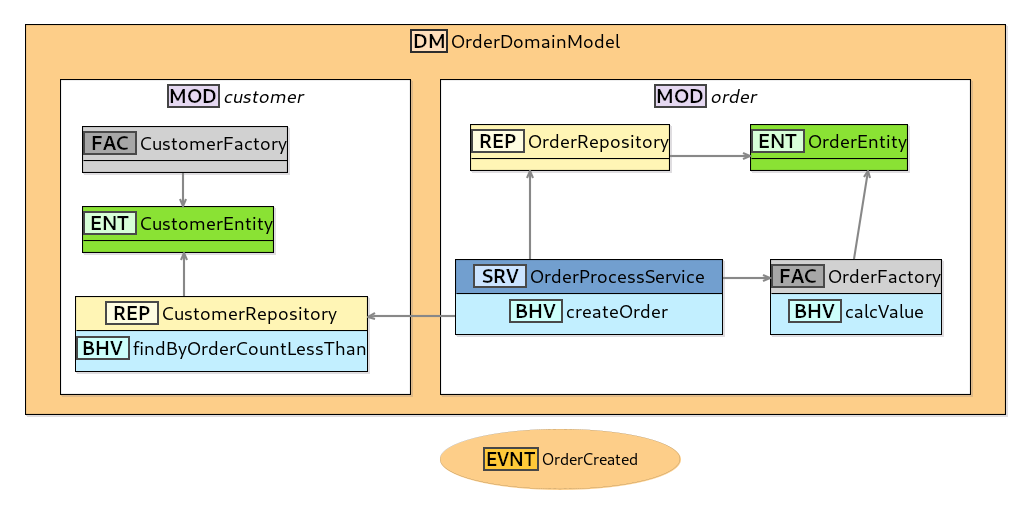 DM OrderDomainModel
MOD customer
FAC CustomerFactory
ENT CustomerEntity
REP CustomerRepository
BHV findByOrderCountLessThan
MOD order
REP OrderRepository
ENT OrderEntity
SRV OrderProcessService
BHV createOrder
FAC OrderFactory
BHV calcValue
EVNT OrderCreated